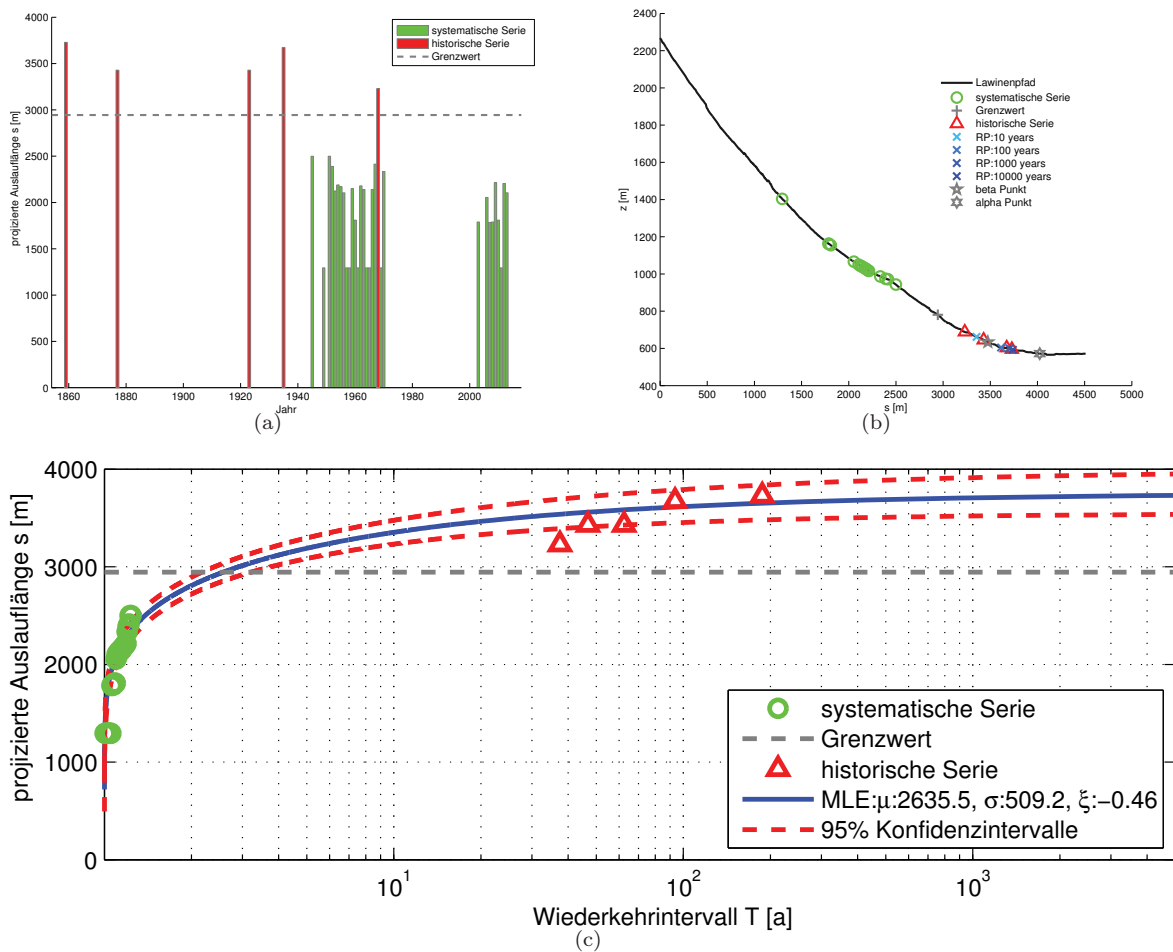 4000
3500
3000
2500
2000
1500
1000
500
0
projizierte Auslauflänge s [m]
systematische Serie
historische Serie
Grenzwert
1860 1880 1900 1920 1940 1960 1980 2000
Jahr
(a)
2400
2200
2000
1800
1600
1400
1200
1000
800
600
400
z [m]
Lawinenpfad
systematische Serie
Grenzwert
historische Serie
RP:10 years
RP:100 years
RP:1000 years
RP:10000 years
beta Punkt
alpha Punkt
0 500 1000 1500 2000 2500 3000 3500 4000 4500 5000
s [m]
(b)
4000
3000
2000
1000
0
projizierte Auslauflänge s [m]
systematische Serie
Grenzwert
historische Serie
MLE:μ:2635.5, σ:509.2, ξ:−0.46
95% Konfidenzintervalle
10¹ 10² 10³
Wiederkehrintervall T [a]
(c)